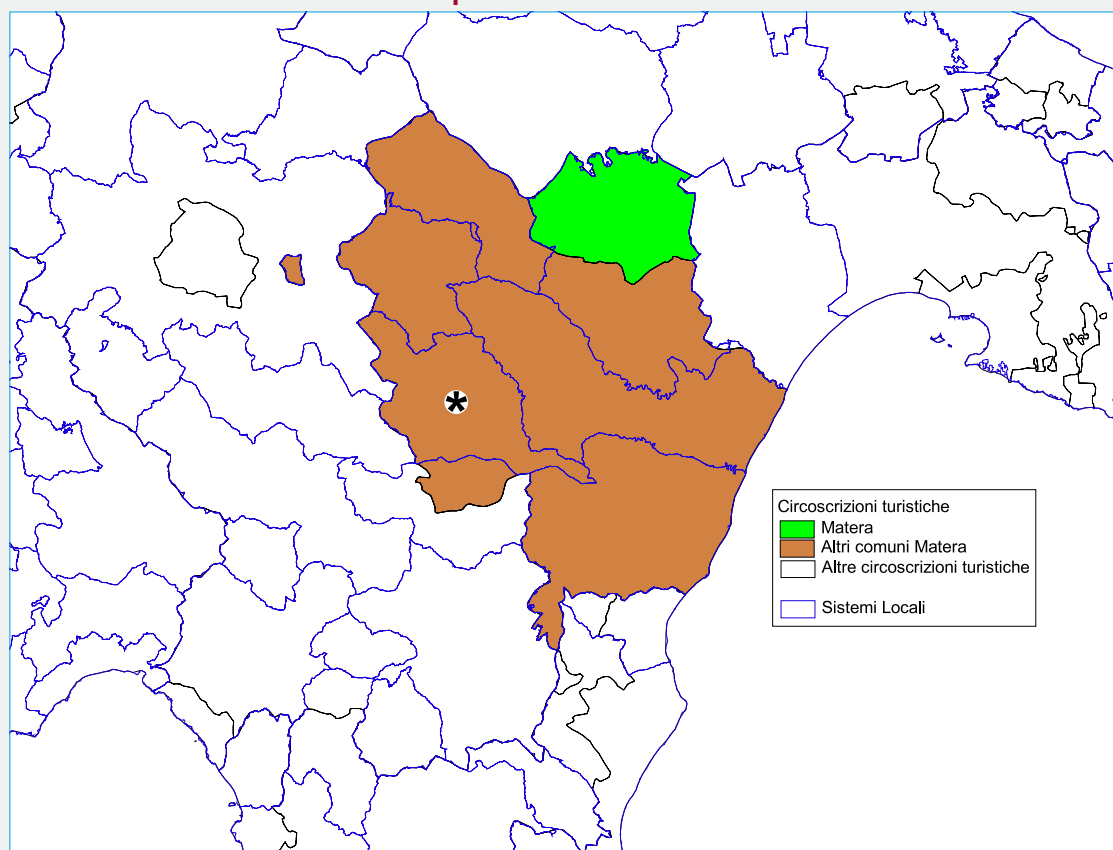 Circoscrizioni turistiche
Matera
Altri comuni Matera
Altre circoscrizioni turistiche
Sistemi Locali
*